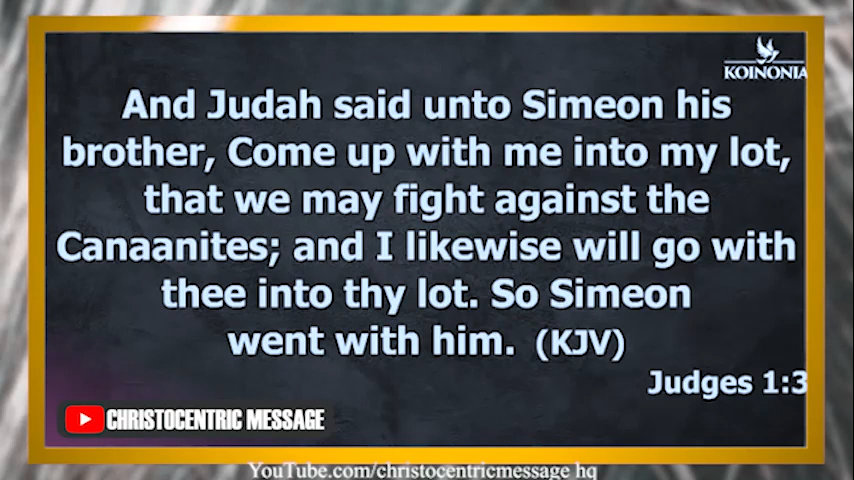 KOINONIA
And Judah said unto Simeon his
brother, Come up with me into my lot,
that we may fight against the
Canaanites; and I likewise will go with
thee into thy lot. So Simeon
went with him. (KJV)
Judges 1:3
CHRISTOCENTRIC MESSAGE
YouTube.com/christocentricmessage hq